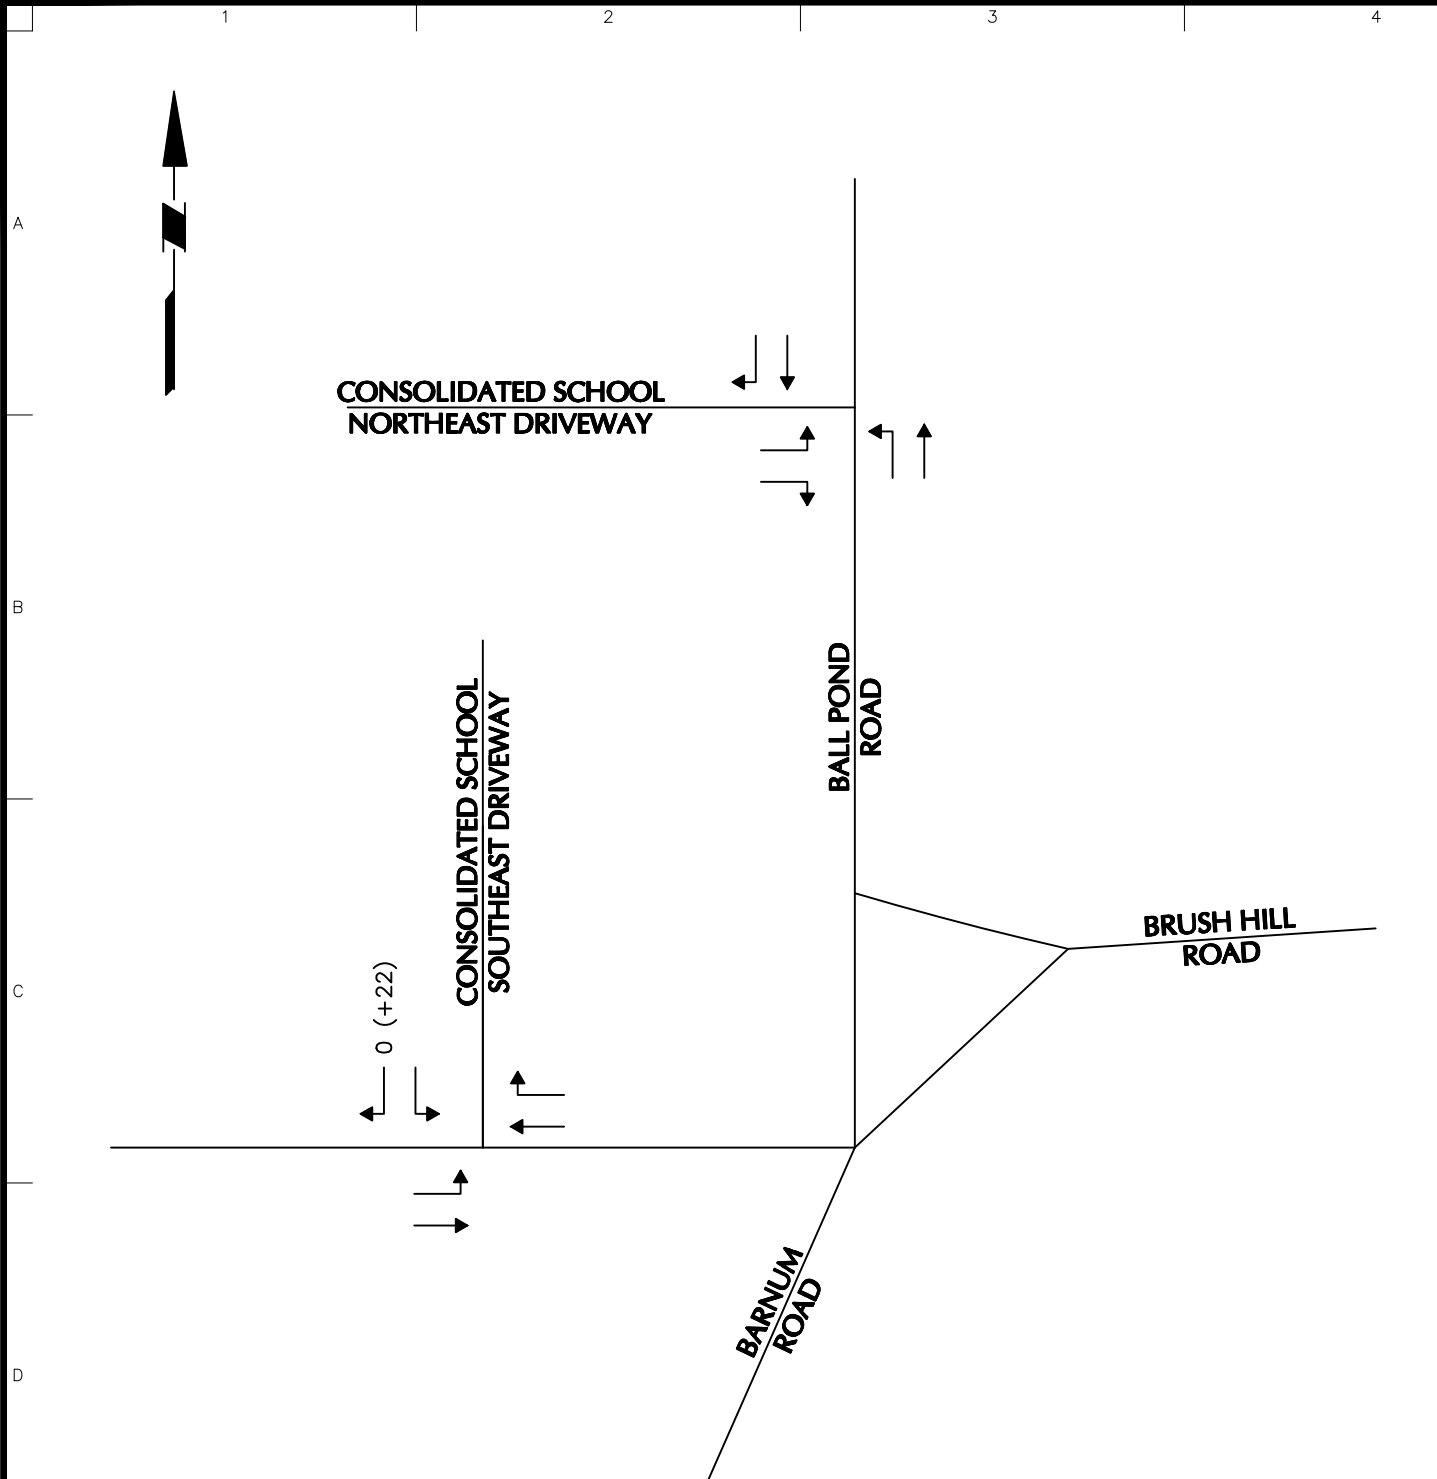 1
2
3
4
A
CONSOLIDATED SCHOOL
NORTHEAST DRIVEWAY
B
BALL POND
ROAD
CONSOLIDATED SCHOOL
SOUTHEAST DRIVEWAY
BRUSH HILL
ROAD
C
0 (+22)
BARNUM
ROAD
D